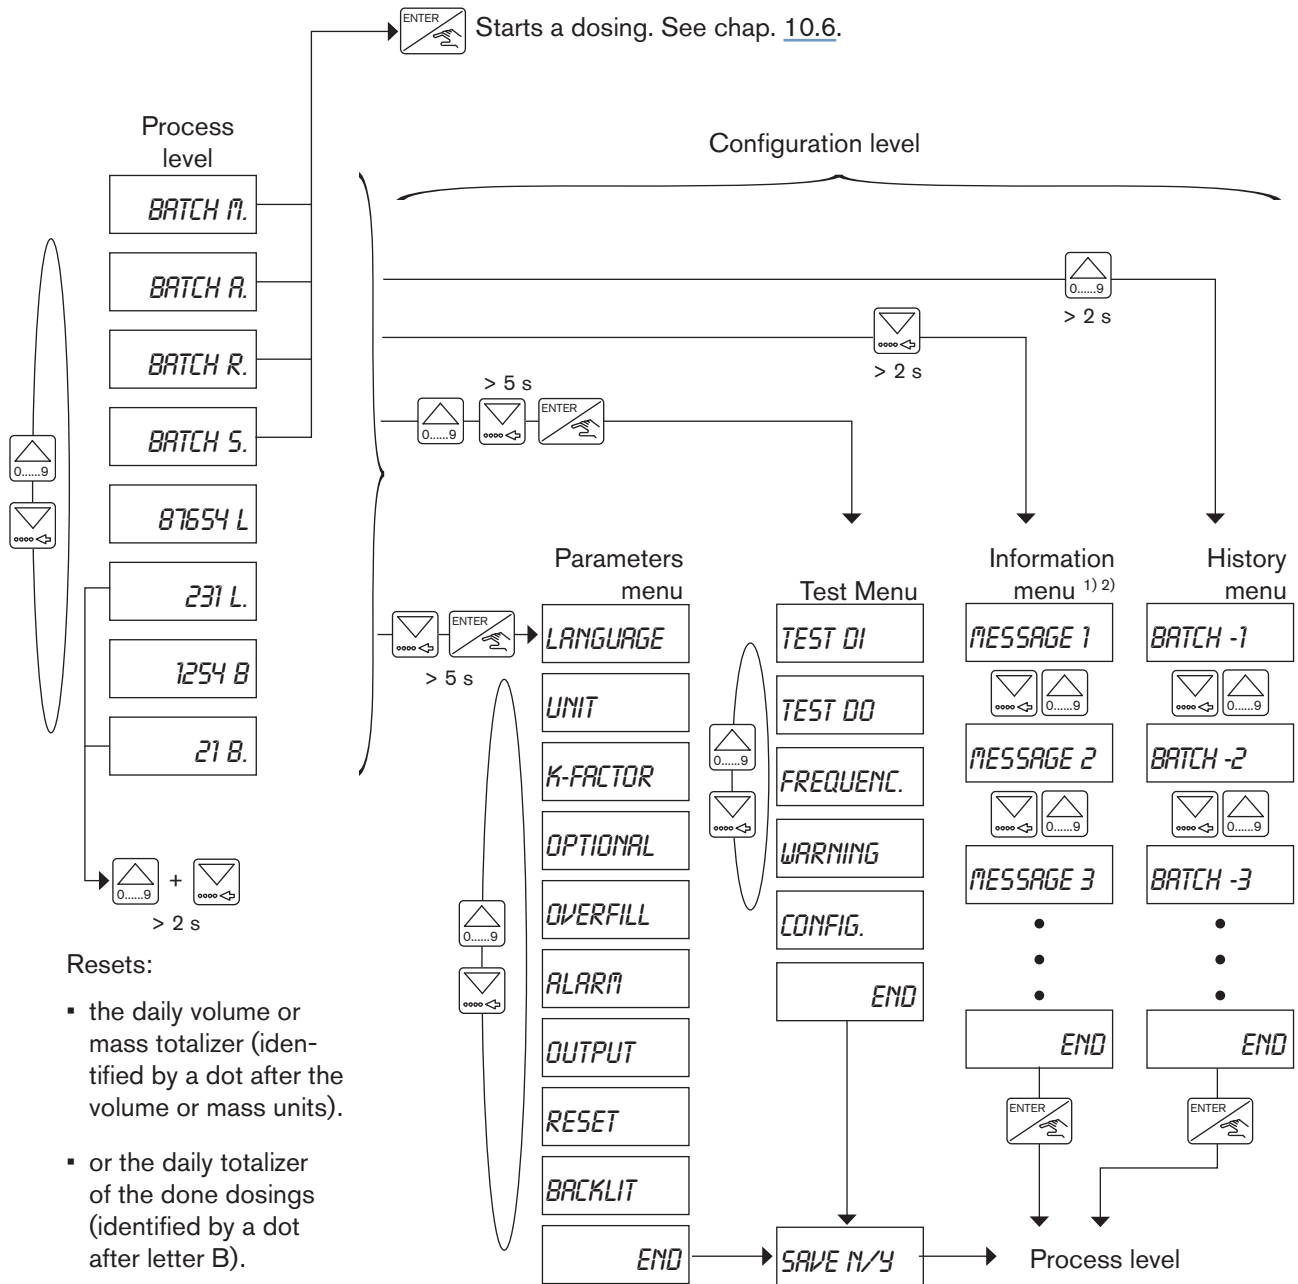 ENTER
Starts a dosing. See chap. 10.6.
Process
level
Configuration level
BATCH M.
BATCH A.
BATCH R.
BATCH S.
87654 L
231 L.
1254 B
21 B.
0......9
0......9
+
> 2 s
Resets:
▪ the daily volume or
mass totalizer (iden-
tified by a dot after the
volume or mass units).
▪ or the daily totalizer
of the done dosings
(identified by a dot
after letter B).
0......9
> 2 s
> 2 s
> 5 s
0......9
ENTER
ENTER
> 5 s
Parameters
menu
LANGUAGE
UNIT
K-FACTOR
OPTIONAL
OVERFILL
ALARM
OUTPUT
RESET
BACKLIT
END
0......9
Test Menu
TEST DI
TEST DO
FREQUENC.
WARNING
CONFIG.
END
0......9
SAVE N/Y
Information
menu 1) 2)
MESSAGE 1
0......9
MESSAGE 2
0......9
MESSAGE 3
END
ENTER
History
menu
BATCH -1
0......9
BATCH -2
0......9
BATCH -3
END
ENTER
Process level